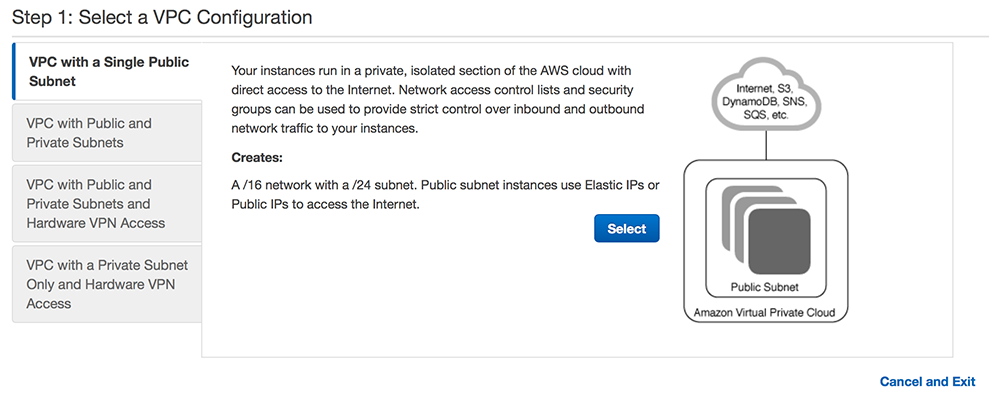 Step 1: Select a VPC Configuration
VPC with a Single Public
Subnet
VPC with Public and
Private Subnets
VPC with Public and
Private Subnets and
Hardware VPN Access
VPC with a Private Subnet
Only and Hardware VPN
Access
Your instances run in a private, isolated section of the AWS cloud with
direct access to the Internet. Network access control lists and security
groups can be used to provide strict control over inbound and outbound
network traffic to your instances.
Creates:
A /16 network with a /24 subnet. Public subnet instances use Elastic IPs or
Public IPs to access the Internet.
Select
Internet, S3,
DynamoDB, SNS,
SQS, etc.
Public Subnet
Amazon Virtual Private Cloud
Cancel and Exit